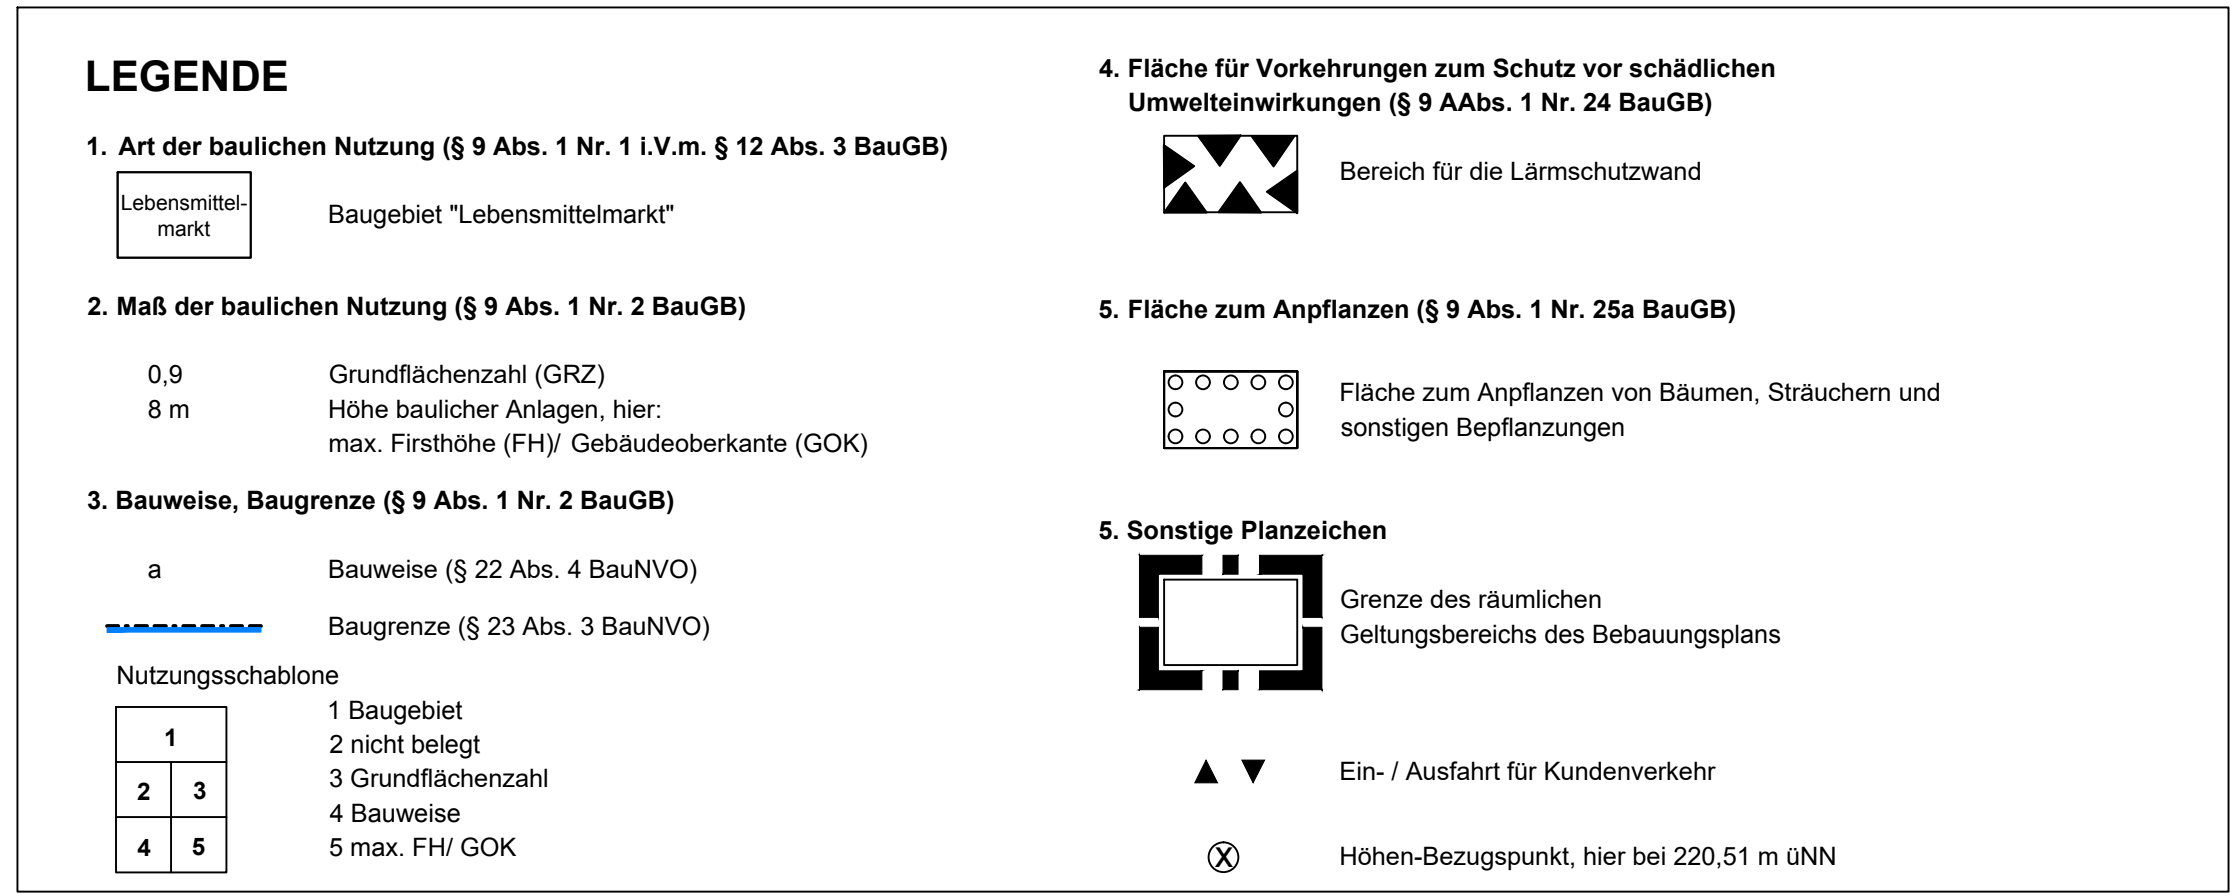 LEGENDE
1. Art der baulichen Nutzung (§ 9 Abs. 1 Nr. 1 i.V.m. § 12 Abs. 3 BauGB)
Lebensmittel-
markt
Baugebiet "Lebensmittelmarkt"
2. Maß der baulichen Nutzung (§ 9 Abs. 1 Nr. 2 BauGB)
0,9 Grundflächenzahl (GRZ)
8 m Höhe baulicher Anlagen, hier:
max. Firsthöhe (FH)/ Gebäudeoberkante (GOK)
3. Bauweise, Baugrenze (§ 9 Abs. 1 Nr. 2 BauGB)
a Bauweise (§ 22 Abs. 4 BauNVO)
Baugrenze (§ 23 Abs. 3 BauNVO)
Nutzungsschablone
1
2 3
4 5
1 Baugebiet
2 nicht belegt
3 Grundflächenzahl
4 Bauweise
5 max. FH/ GOK
4. Fläche für Vorkehrungen zum Schutz vor schädlichen
Umwelteinwirkungen (§ 9 AAbs. 1 Nr. 24 BauGB)
Bereich für die Lärmschutzwand
5. Fläche zum Anpflanzen (§ 9 Abs. 1 Nr. 25a BauGB)
Fläche zum Anpflanzen von Bäumen, Sträuchern und
sonstigen Bepflanzungen
5. Sonstige Planzeichen
Grenze des räumlichen
Geltungsbereichs des Bebauungsplans
Ein- / Ausfahrt für Kundenverkehr
X Höhen-Bezugspunkt, hier bei 220,51 m üNN